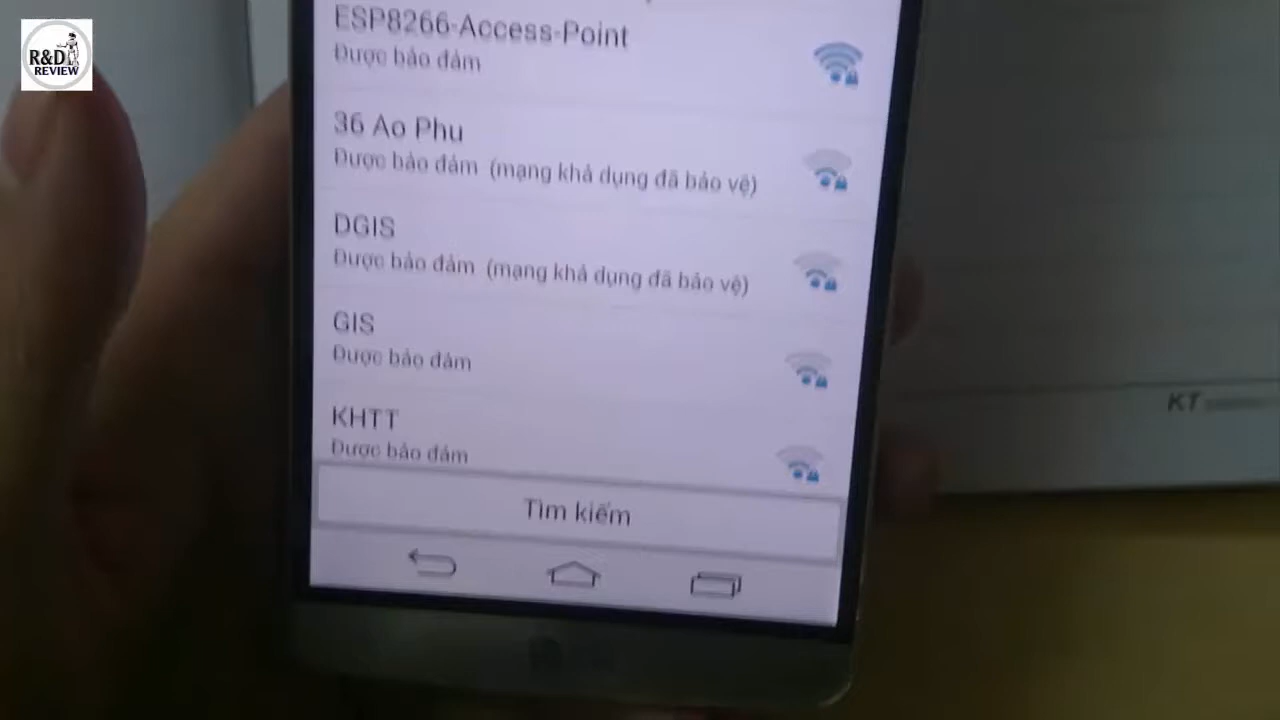 R&D
REVIEW
ESP8266-Access-Point
Được bảo đảm
36 Ao Phu
Được bảo đảm (mạng khả dụng đã bảo vệ)
DGIS
Được bảo đảm (mạng khả dụng đã bảo vệ)
GIS
Được bảo đảm
KHTT
Được bảo đảm
Tìm kiếm
KT